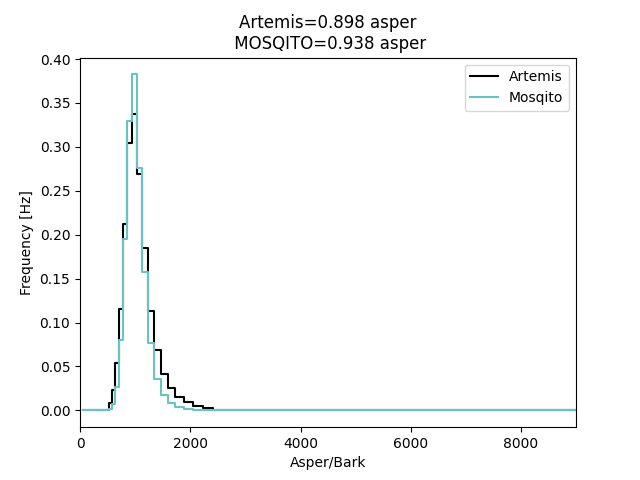 Artemis=0.898 asper
MOSQITO=0.938 asper
Artemis
Mosqito
0.40
0.35
0.30
0.25
0.20
0.15
0.10
0.05
0.00
Frequency [Hz]
0 2000 4000 6000 8000
Asper/Bark